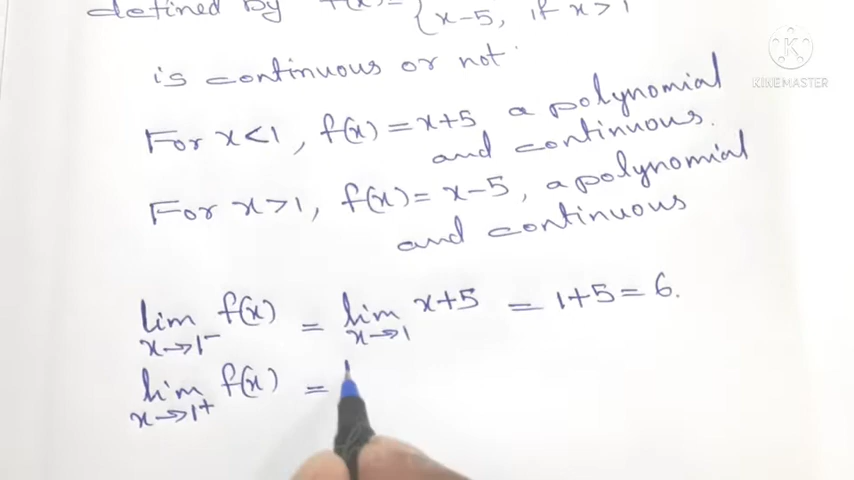 defined by f(x) = { x-5, if x>1
is continuous or not.
For x<1, f(x) = x+5 a polynomial
and continuous.
For x>1, f(x) = x-5, a polynomial
and continuous
lim x→1⁻ f(x) = lim x→1 x+5 = 1+5 = 6.
lim x→1⁺ f(x) =
K
KINEMASTER